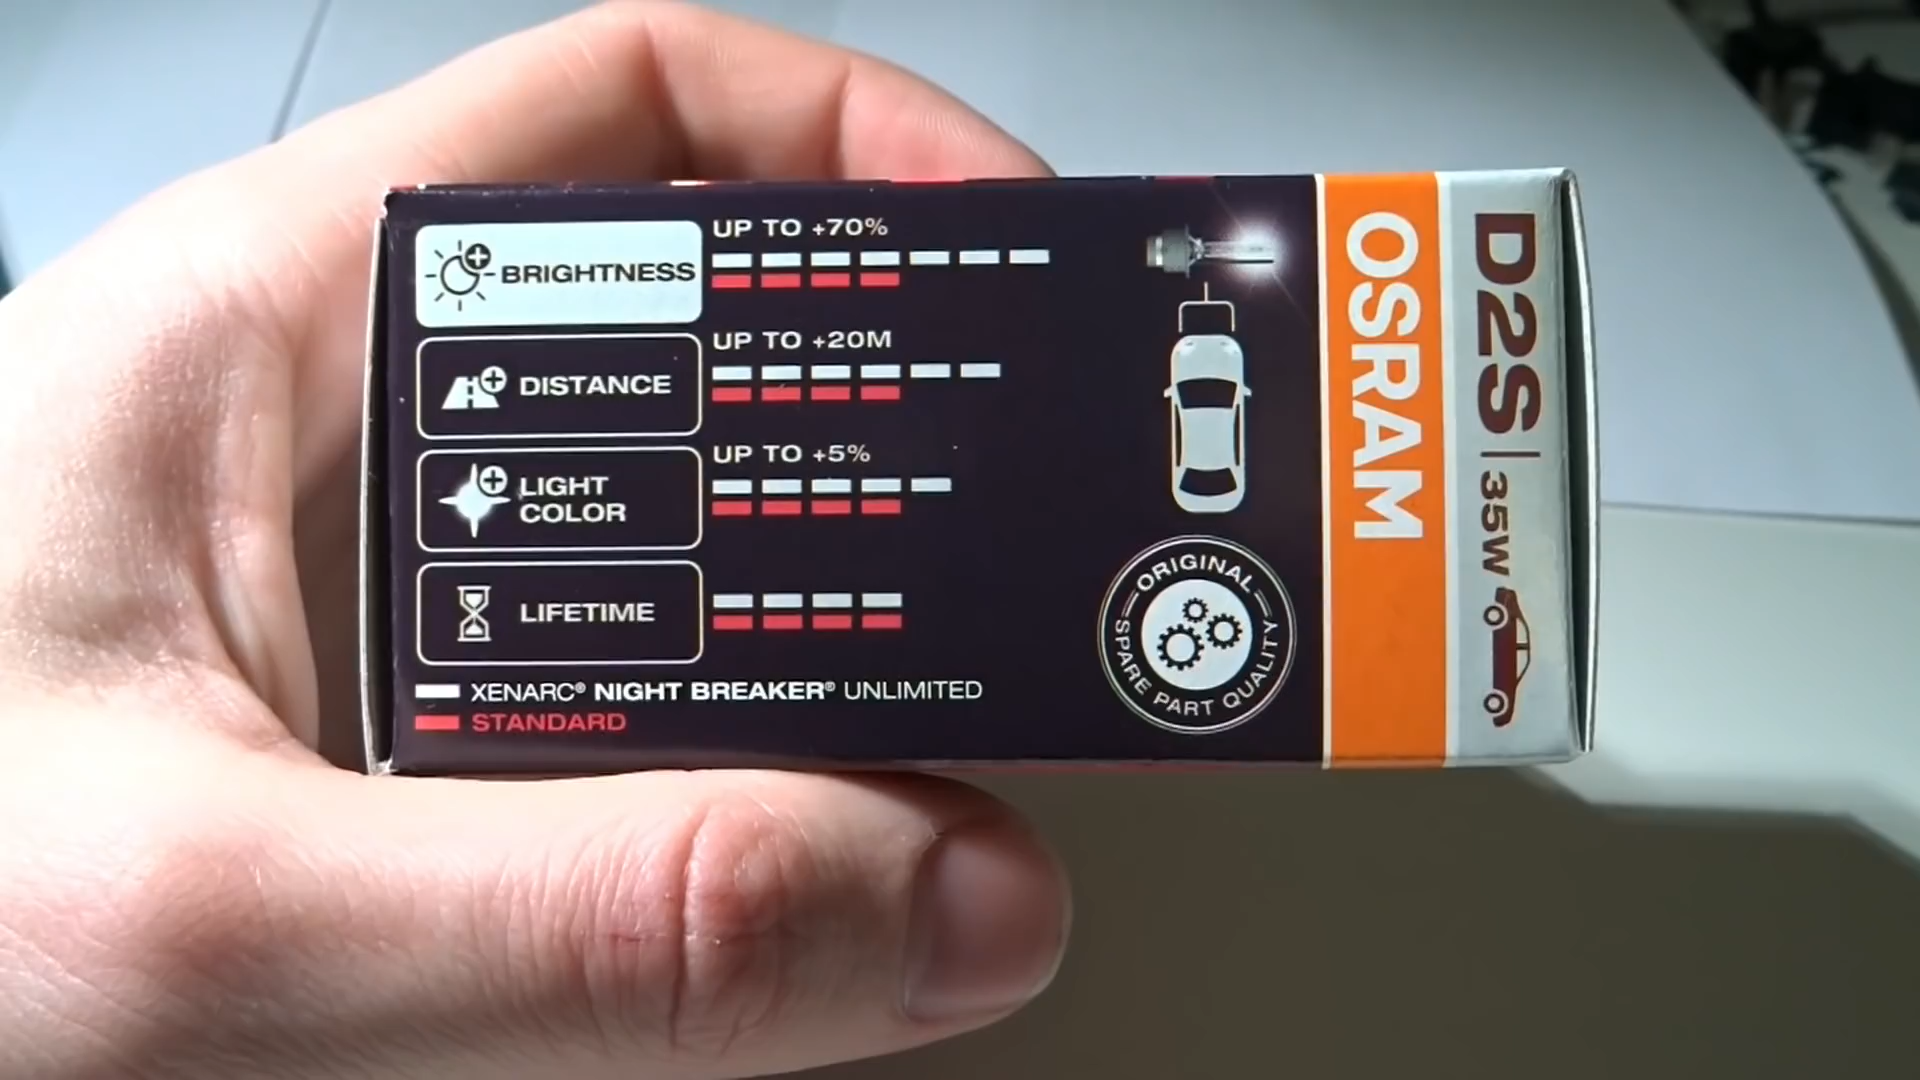 UP TO +70%
BRIGHTNESS
UP TO +20M
DISTANCE
UP TO +5%
LIGHT
COLOR
LIFETIME
XENARC® NIGHT BREAKER® UNLIMITED
STANDARD
ORIGINAL
SPARE PART QUALITY
OSRAM
D2S | 35W